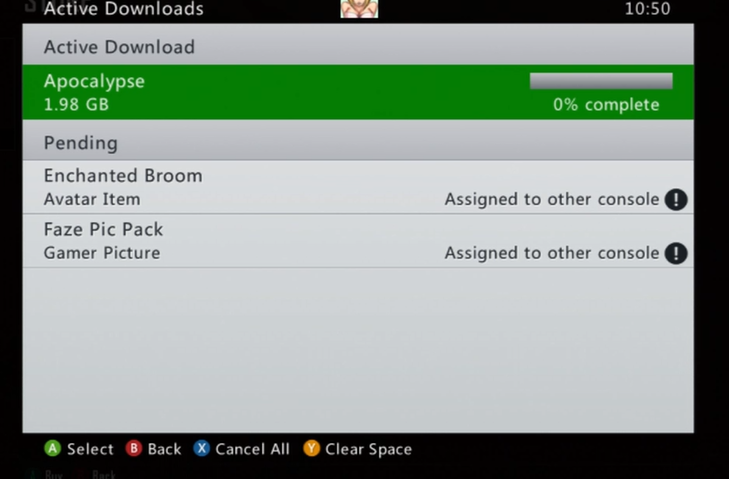 Active Downloads
10:50
Active Download
Apocalypse
1.98 GB
0% complete
Pending
Enchanted Broom
Avatar Item
Assigned to other console
Faze Pic Pack
Gamer Picture
Assigned to other console
A Select B Back X Cancel All Y Clear Space
Back